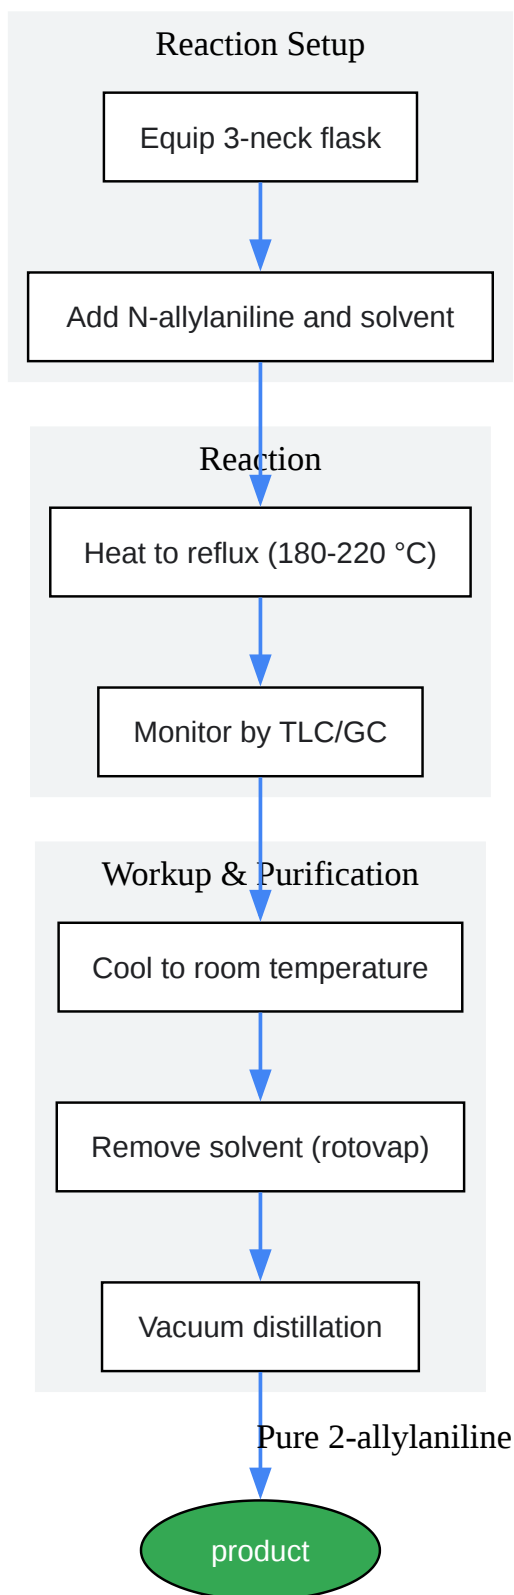 Reaction Setup
Equip 3-neck flask
Add N-allylaniline and solvent
Reaction
Heat to reflux (180-220 °C)
Monitor by TLC/GC
Workup & Purification
Cool to room temperature
Remove solvent (rotovap)
Vacuum distillation
Pure 2-allylaniline
product